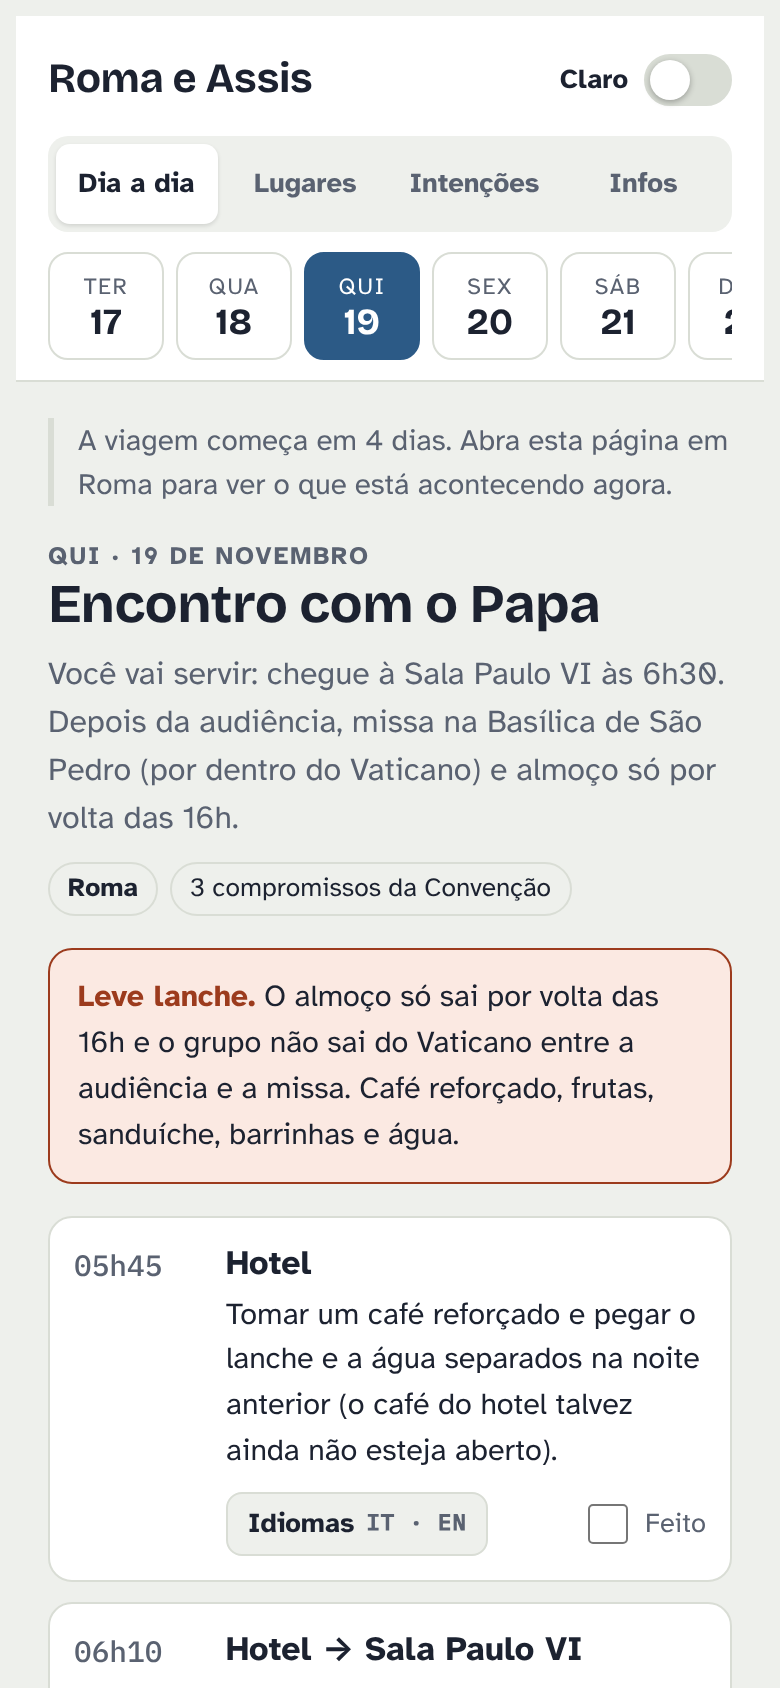 Roma e Assis
Claro
Dia a dia
Lugares
Intenções
Infos
TER
17
QUA
18
QUI
19
SEX
20
SÁB
21
A viagem começa em 4 dias. Abra esta página em
Roma para ver o que está acontecendo agora.
QUI · 19 DE NOVEMBRO
Encontro com o Papa
Você vai servir: chegue à Sala Paulo VI às 6h30.
Depois da audiência, missa na Basílica de São
Pedro (por dentro do Vaticano) e almoço só por
volta das 16h.
Roma
3 compromissos da Convenção
Leve lanche. O almoço só sai por volta das
16h e o grupo não sai do Vaticano entre a
audiência e a missa. Café reforçado, frutas,
sanduíche, barrinhas e água.
05h45
Hotel
Tomar um café reforçado e pegar o
lanche e a água separados na noite
anterior (o café do hotel talvez
ainda não esteja aberto).
Idiomas IT · EN
Feito
06h10
Hotel → Sala Paulo VI